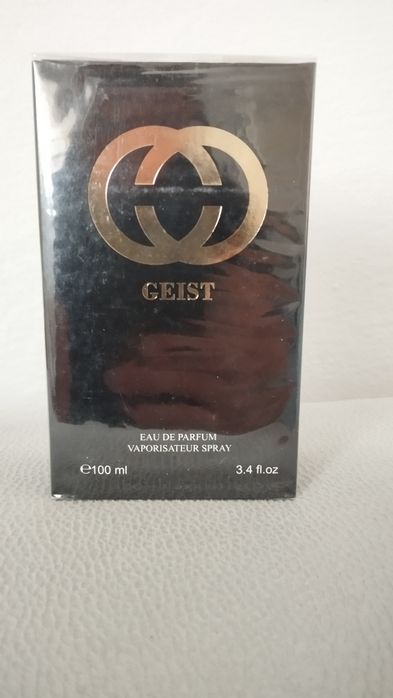 GEIST
EAU DE PARFUM
VAPORISATEUR SPRAY
℮100 ml 3.4 fl.oz